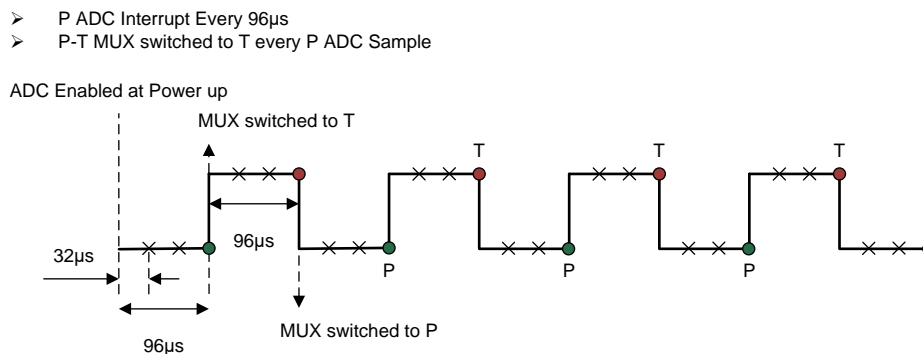 ➢ P ADC Interrupt Every 96µs
➢ P-T MUX switched to T every P ADC Sample
ADC Enabled at Power up
MUX switched to T
T
T
T
32µs
96µs
P
P
P
MUX switched to P
96µs